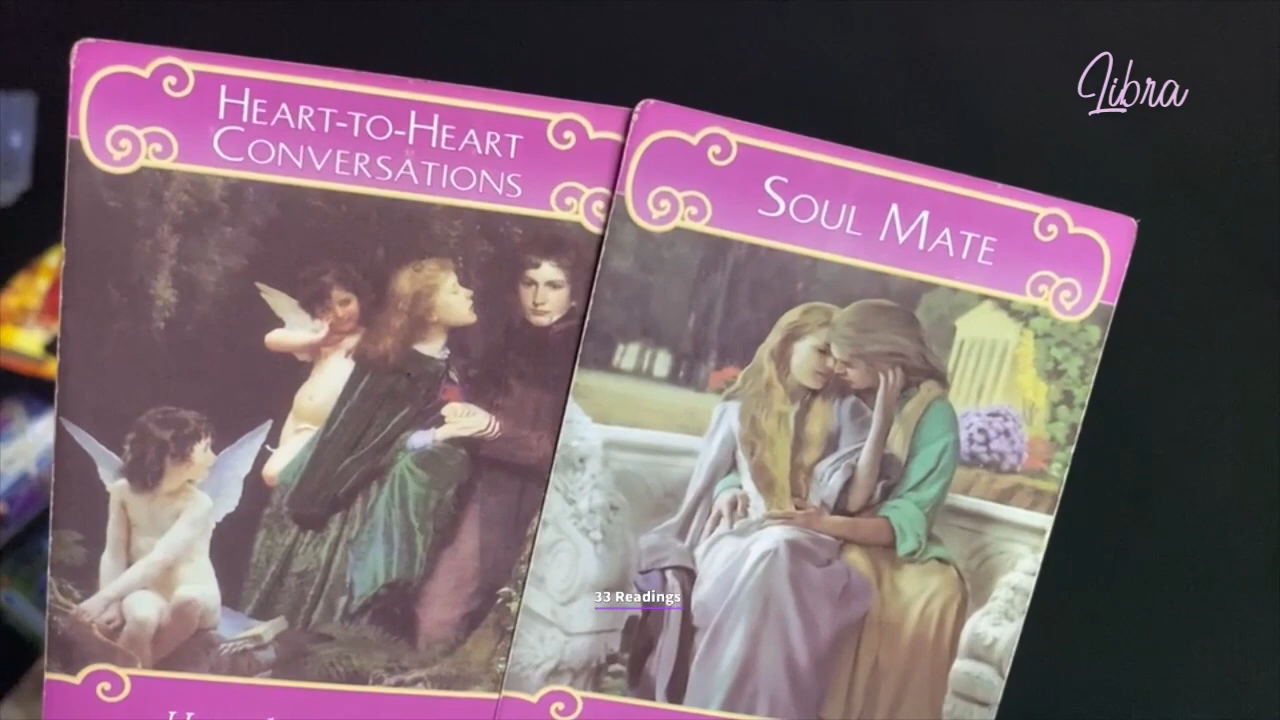 Libra
HEART-TO-HEART
CONVERSATIONS
SOUL MATE
33 Readings